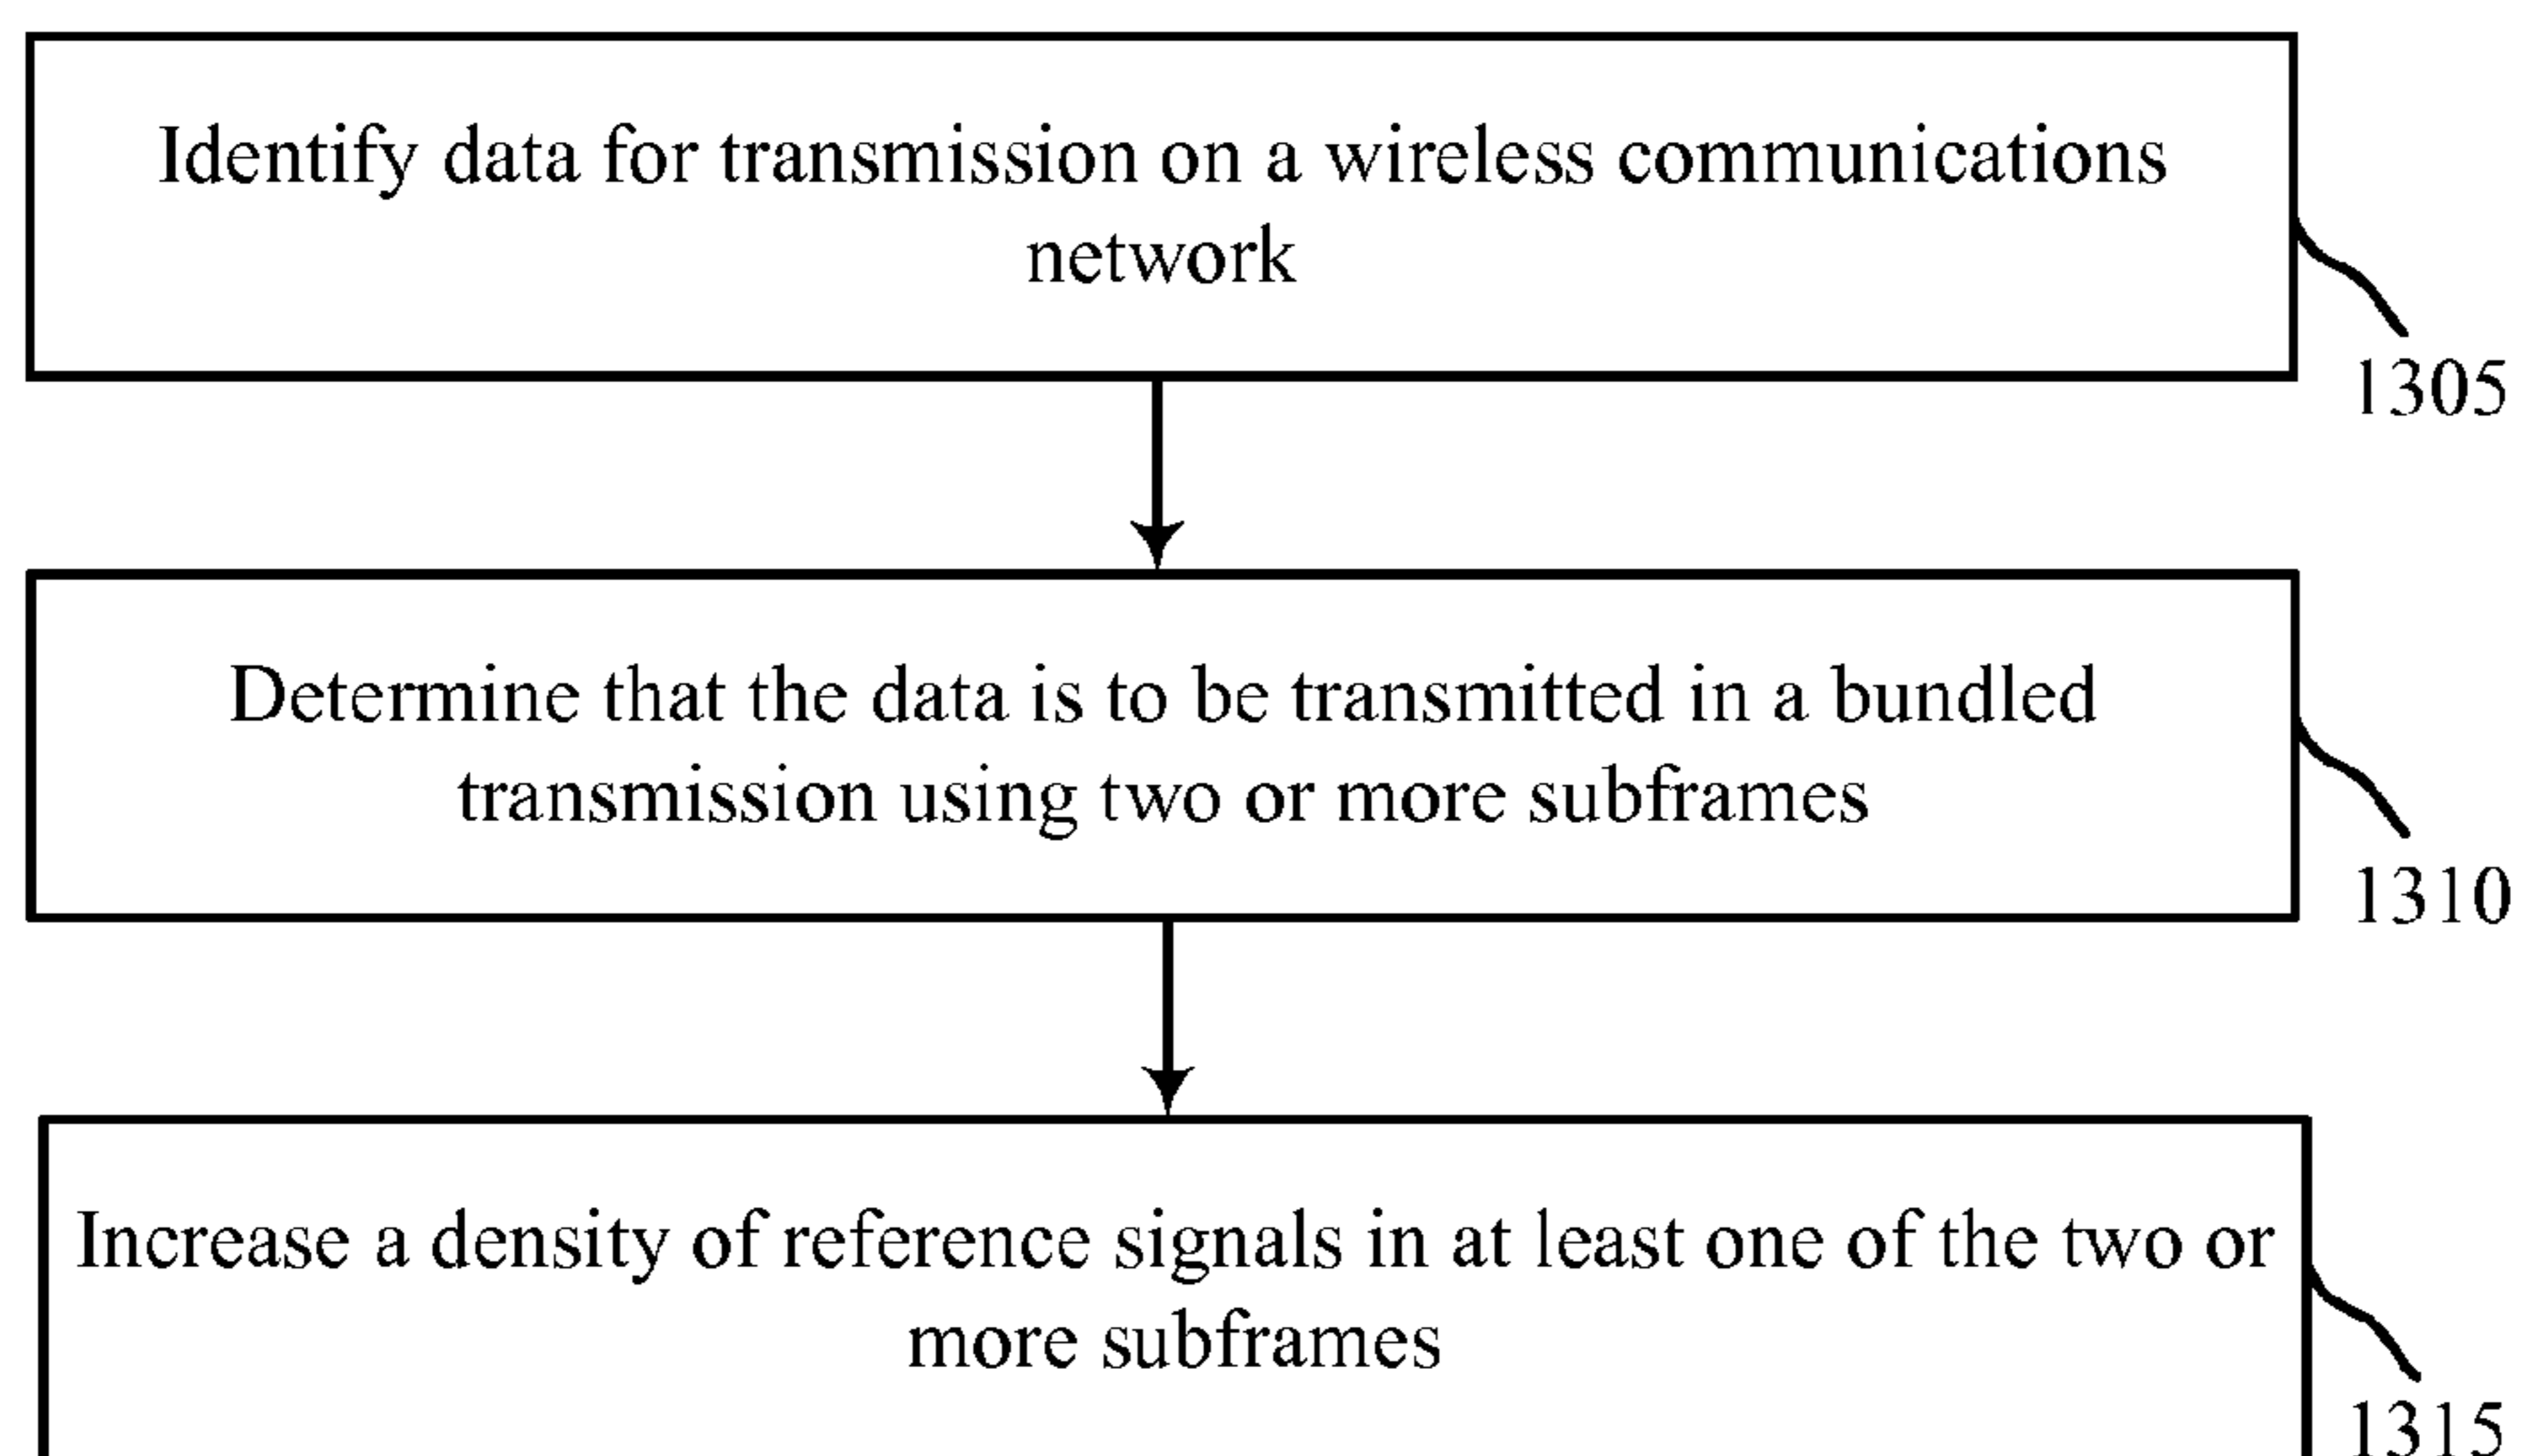 Identify data for transmission on a wireless communications
network
1305
Determine that the data is to be transmitted in a bundled
transmission using two or more subframes
1310
Increase a density of reference signals in at least one of the two or
more subframes
1315